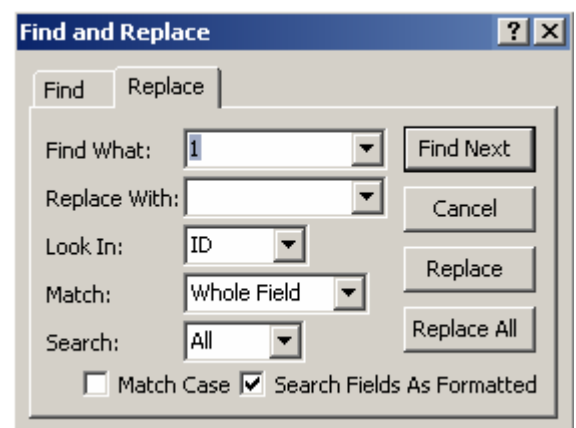 Find and Replace ? X
Find Replace
Find What: 1 Find Next
Replace With: Cancel
Look In: ID
Replace
Match: Whole Field
Search: All Replace All
Match Case Search Fields As Formatted